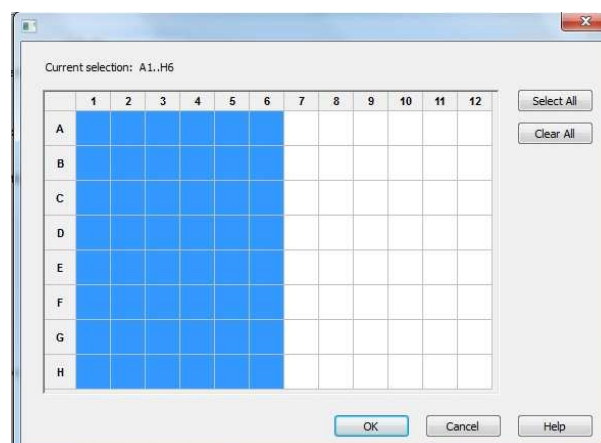 Current selection: A1..H6
Select All
1 2 3 4 5 6 7 8 9 10 11 12
Clear All
A
B
C
D
E
F
G
H
OK Cancel Help